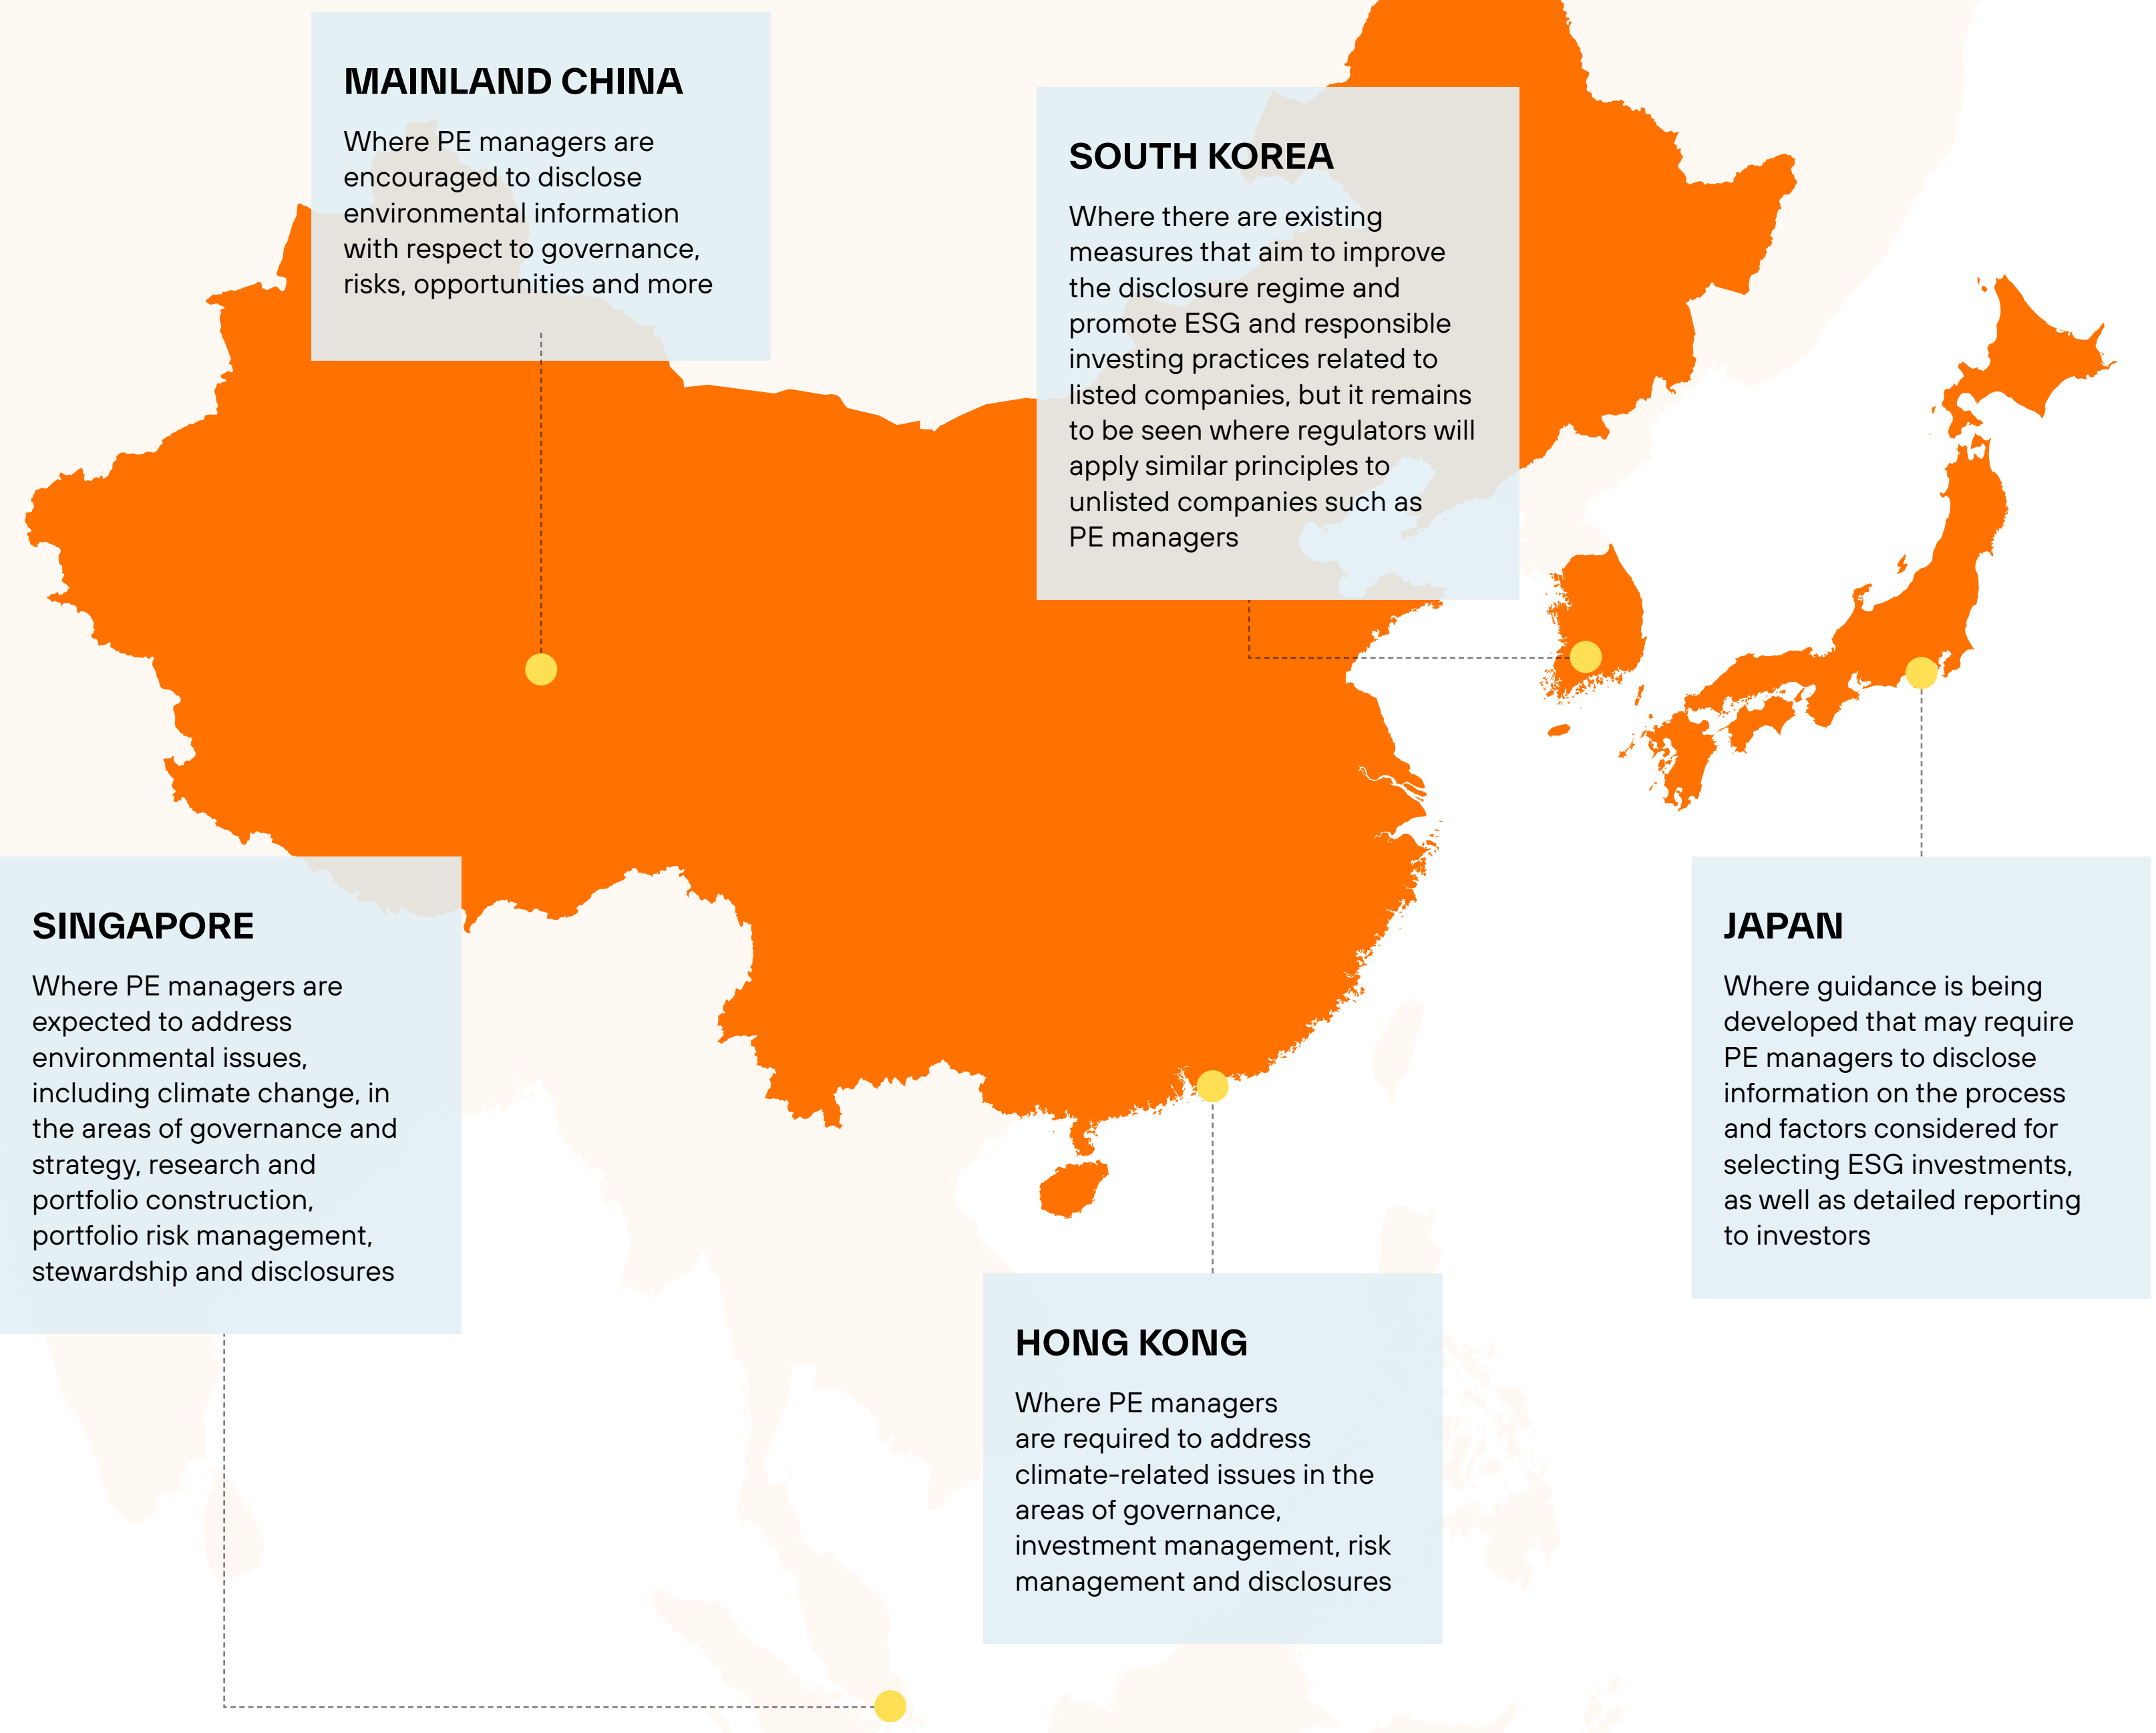 MAINLAND CHINA
Where PE managers are
encouraged to disclose
environmental information
with respect to governance,
risks, opportunities and more
SOUTH KOREA
Where there are existing
measures that aim to improve
the disclosure regime and
promote ESG and responsible
investing practices related to
listed companies, but it remains
to be seen where regulators will
apply similar principles to
unlisted companies such as
PE managers
SINGAPORE
Where PE managers are
expected to address
environmental issues,
including climate change, in
the areas of governance and
strategy, research and
portfolio construction,
portfolio risk management,
stewardship and disclosures
JAPAN
Where guidance is being
developed that may require
PE managers to disclose
information on the process
and factors considered for
selecting ESG investments,
as well as detailed reporting
to investors
HONG KONG
Where PE managers
are required to address
climate-related issues in the
areas of governance,
investment management, risk
management and disclosures